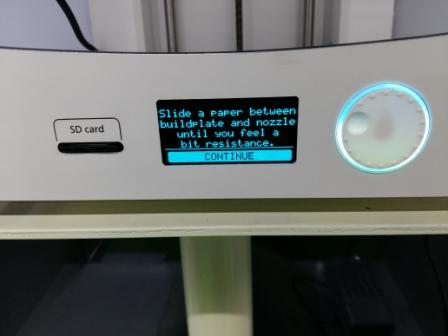 SD card
Slide a paper between
buildplate and nozzle
until you feel a
bit resistance.
CONTINUE